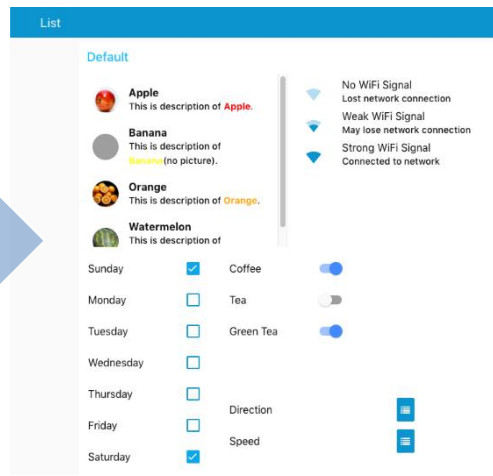 List
Default
Apple
This is description of Apple.
Banana
This is description of
Banana(no picture).
Orange
This is description of Orange.
Watermelon
This is description of
No WiFi Signal
Lost network connection
Weak WiFi Signal
May lose network connection
Strong WiFi Signal
Connected to network
Sunday
Monday
Tuesday
Wednesday
Thursday
Friday
Saturday
Coffee
Tea
Green Tea
Direction
Speed